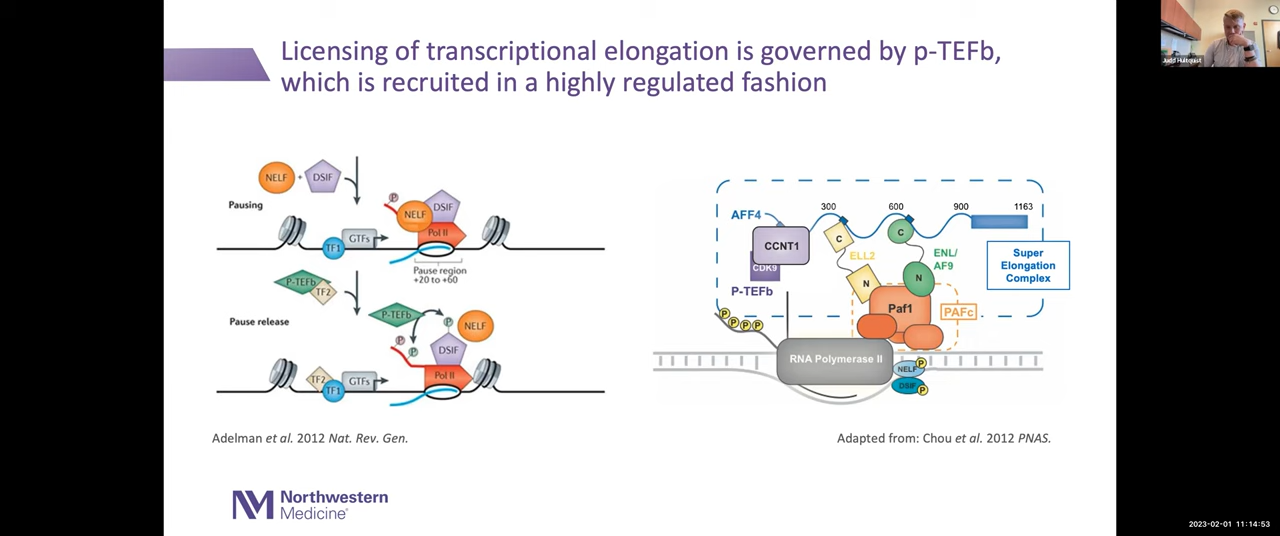 Licensing of transcriptional elongation is governed by p-TEFb,
which is recruited in a highly regulated fashion
Judd Hultquist
NELF + DSIF
Pausing
P
NELF
DSIF
Pol II
GTFs
TF1
Pause region
+20 to +60
P-TEFb
TF2
Pause release
P-TEFb
P
NELF
P
P
DSIF
TF2
TF1
GTFs
Pol II
Adelman et al. 2012 Nat. Rev. Gen.
300
600
900
1163
AFF4
CCNT1
CDK9
P-TEFb
C
ELL2
N
C
ENL/
AF9
N
Super
Elongation
Complex
Paf1
PAFc
P P P P
RNA Polymerase II
NELF P
DSIF P
Adapted from: Chou et al. 2012 PNAS.
NM Northwestern
Medicine®
2023-02-01 11:14:53